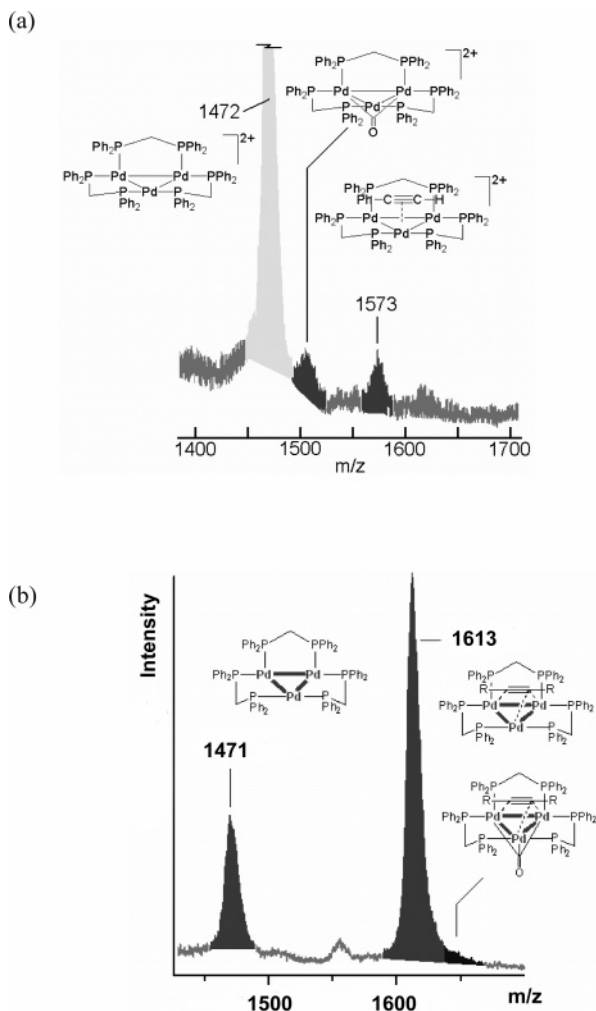 (a)
1472
Ph₂P PPh₂ 2+
Ph₂P Pd Pd PPh₂
P Pd P
Ph₂ Ph₂
Ph₂P PPh₂ 2+
Ph₂P Pd Pd PPh₂
P Pd P
Ph₂ O Ph₂
Ph₂P PPh₂ 2+
Ph C C H
Ph₂P Pd Pd PPh₂
P Pd P
Ph₂ Ph₂
1573
1400 1500 1600 1700
m/z
(b)
Intensity
Ph₂P PPh₂
Ph₂P Pd Pd PPh₂
Pd
P P
Ph₂ Ph₂
1471
1613
Ph₂P PPh₂
R R
Ph₂P Pd Pd PPh₂
Pd
P P
Ph₂ Ph₂
Ph₂P PPh₂
R R
Ph₂P Pd Pd PPh₂
Pd
P P
Ph₂ Ph₂
O
1500 1600 m/z